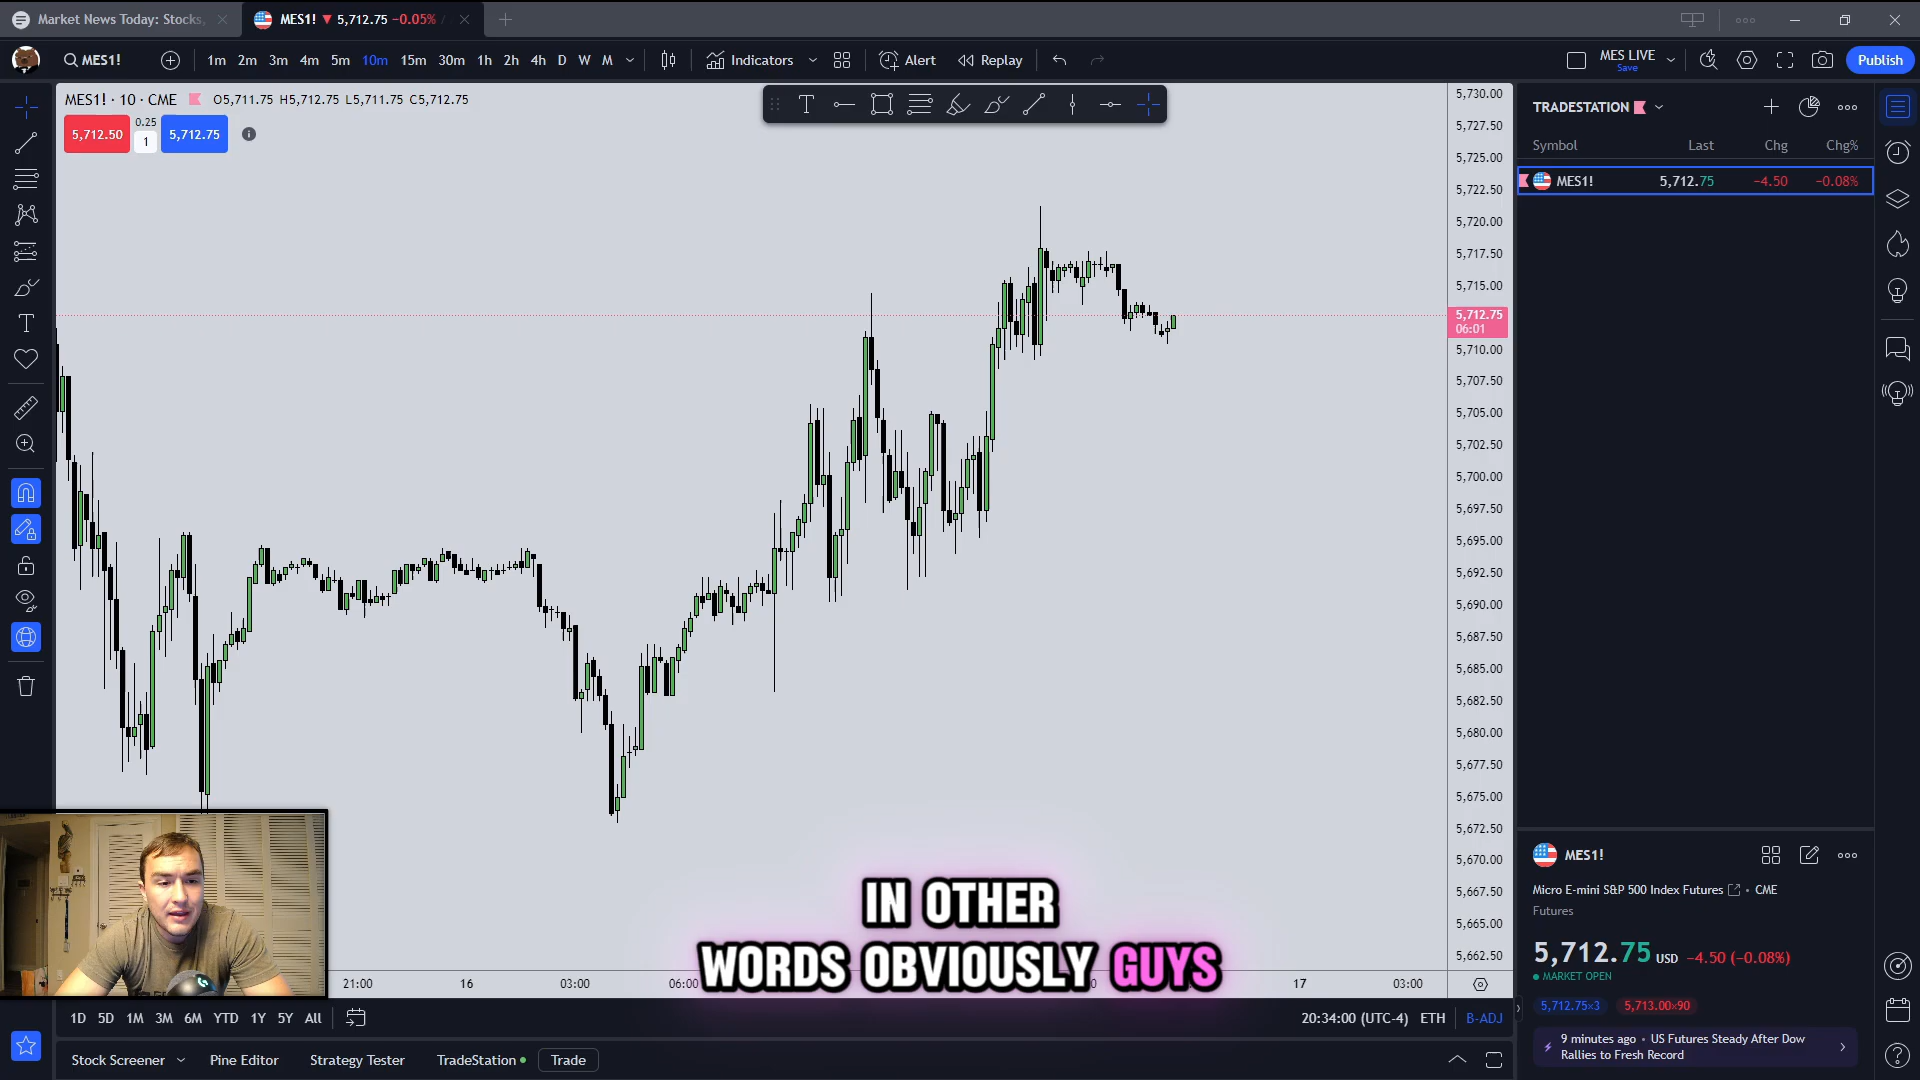 Market News Today: Stocks,
MES1! ▼ 5,712.75 −0.05% /
MES1!
1m 2m 3m 4m 5m 10m 15m 30m 1h 2h 4h D W M
Indicators
Alert
Replay
MES LIVE
Save
Publish
MES1! · 10 · CME O5,711.75 H5,712.75 L5,711.75 C5,712.75
5,712.50
0.25
1
5,712.75
5,730.00
5,727.50
5,725.00
5,722.50
5,720.00
5,717.50
5,715.00
5,712.75
06:01
5,710.00
5,707.50
5,705.00
5,702.50
5,700.00
5,697.50
5,695.00
5,692.50
5,690.00
5,687.50
5,685.00
5,682.50
5,680.00
5,677.50
5,675.00
5,672.50
5,670.00
5,667.50
5,665.00
5,662.50
TRADESTATION
Symbol Last Chg Chg%
MES1! 5,712.75 −4.50 −0.08%
MES1!
Micro E-mini S&P 500 Index Futures • CME
Futures
5,712.75 USD −4.50 (−0.08%)
MARKET OPEN
5,712.75×3 5,713.00×90
9 minutes ago • US Futures Steady After Dow
Rallies to Fresh Record
IN OTHER
WORDS OBVIOUSLY GUYS
21:00 16 03:00 06:00 17 03:00
1D 5D 1M 3M 6M YTD 1Y 5Y All
20:34:00 (UTC-4) ETH B-ADJ
Stock Screener Pine Editor Strategy Tester TradeStation Trade